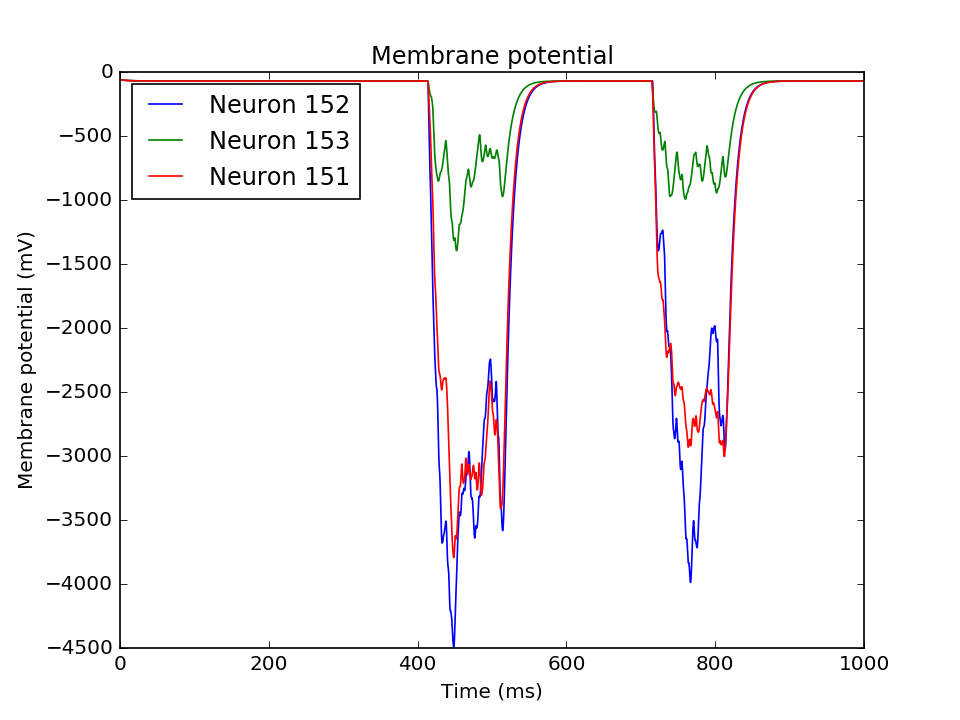 Membrane potential
Neuron 152
Neuron 153
Neuron 151
Membrane potential (mV)
0
−500
−1000
−1500
−2000
−2500
−3000
−3500
−4000
−4500
0 200 400 600 800 1000
Time (ms)